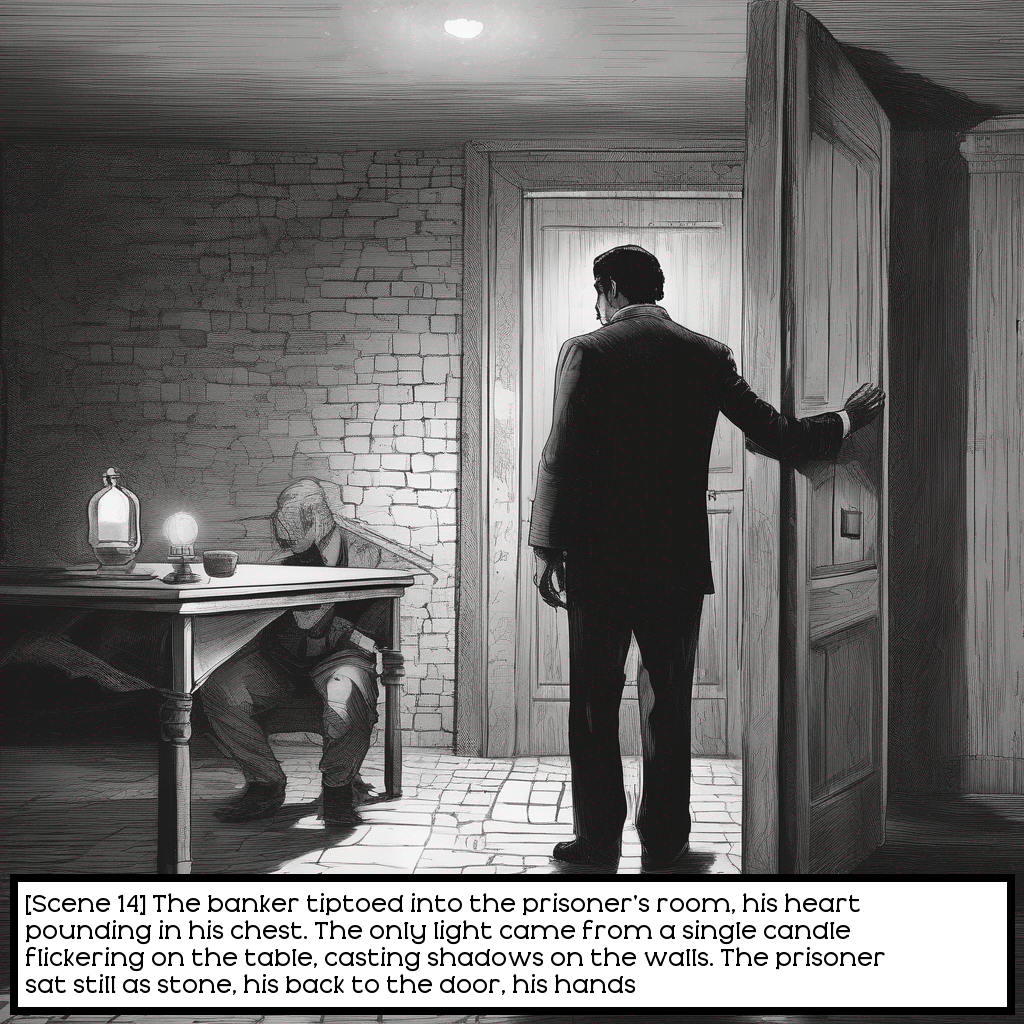 [Scene 14] The banker tiptoed into the prisoner's room, his heart
pounding in his chest. The only light came from a single candle
flickering on the table, casting shadows on the walls. The prisoner
sat still as stone, his back to the door, his hands